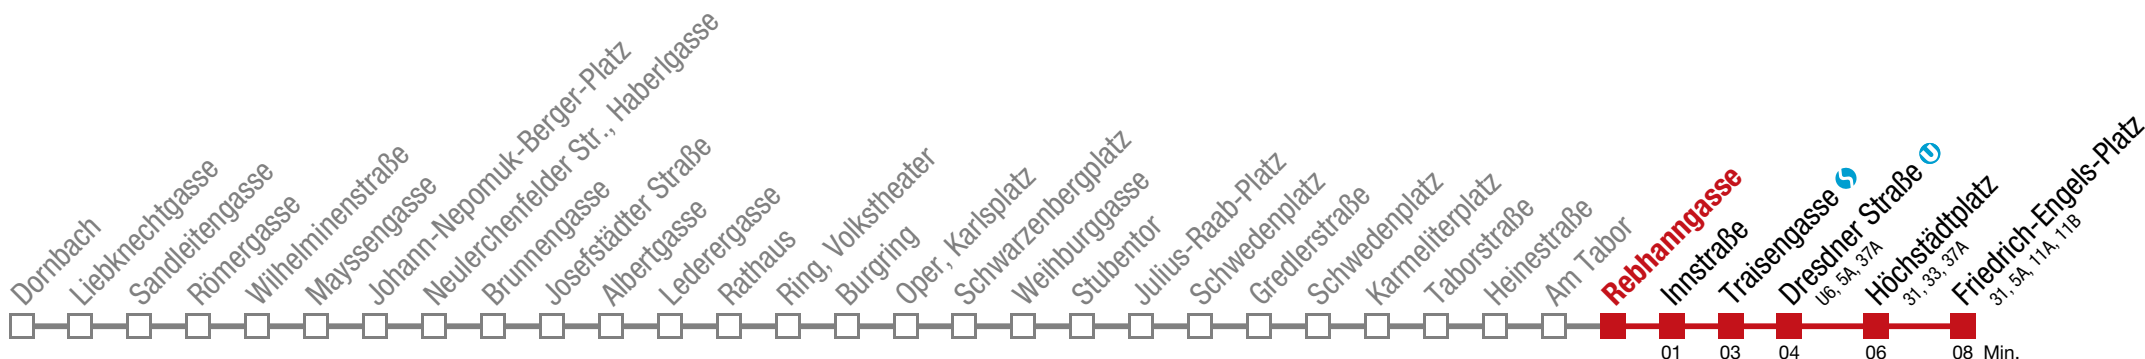 Dornbach
Liebknechtgasse
Sandleitengasse
Römergasse
Wilhelminenstraße
Mayssengasse
Johann-Nepomuk-Berger-Platz
Neulerchenfelder Str., Haberlgasse
Brunnengasse
Josefstädter Straße
Albertgasse
Lederergasse
Rathaus
Ring, Volkstheater
Burgring
Oper, Karlsplatz
Schwarzenbergplatz
Weihburggasse
Stubentor
Julius-Raab-Platz
Schwedenplatz
Gredlerstraße
Schwedenplatz
Karmeliterplatz
Taborstraße
Heinestraße
Am Tabor
Rebhanngasse
Innstraße
Traisengasse S
Dresdner Straße U
U6, 5A, 37A
Höchstädtplatz
31, 33, 37A
Friedrich-Engels-Platz
31, 5A, 11A, 11B
01 03 04 06 08 Min.